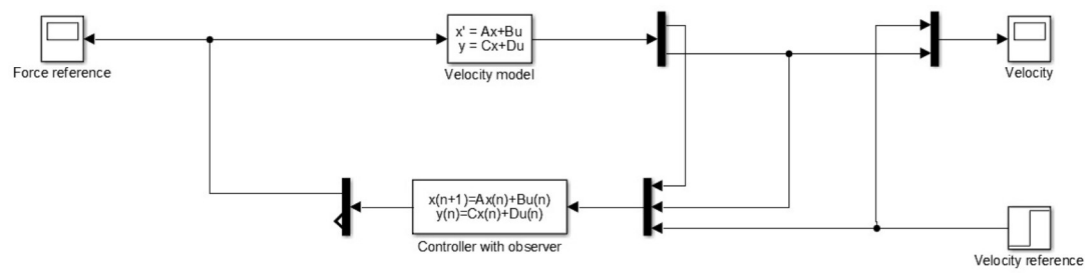 x' = Ax+Bu
y = Cx+Du
Force reference
Velocity model
Velocity
x(n+1)=Ax(n)+Bu(n)
y(n)=Cx(n)+Du(n)
Controller with observer
Velocity reference